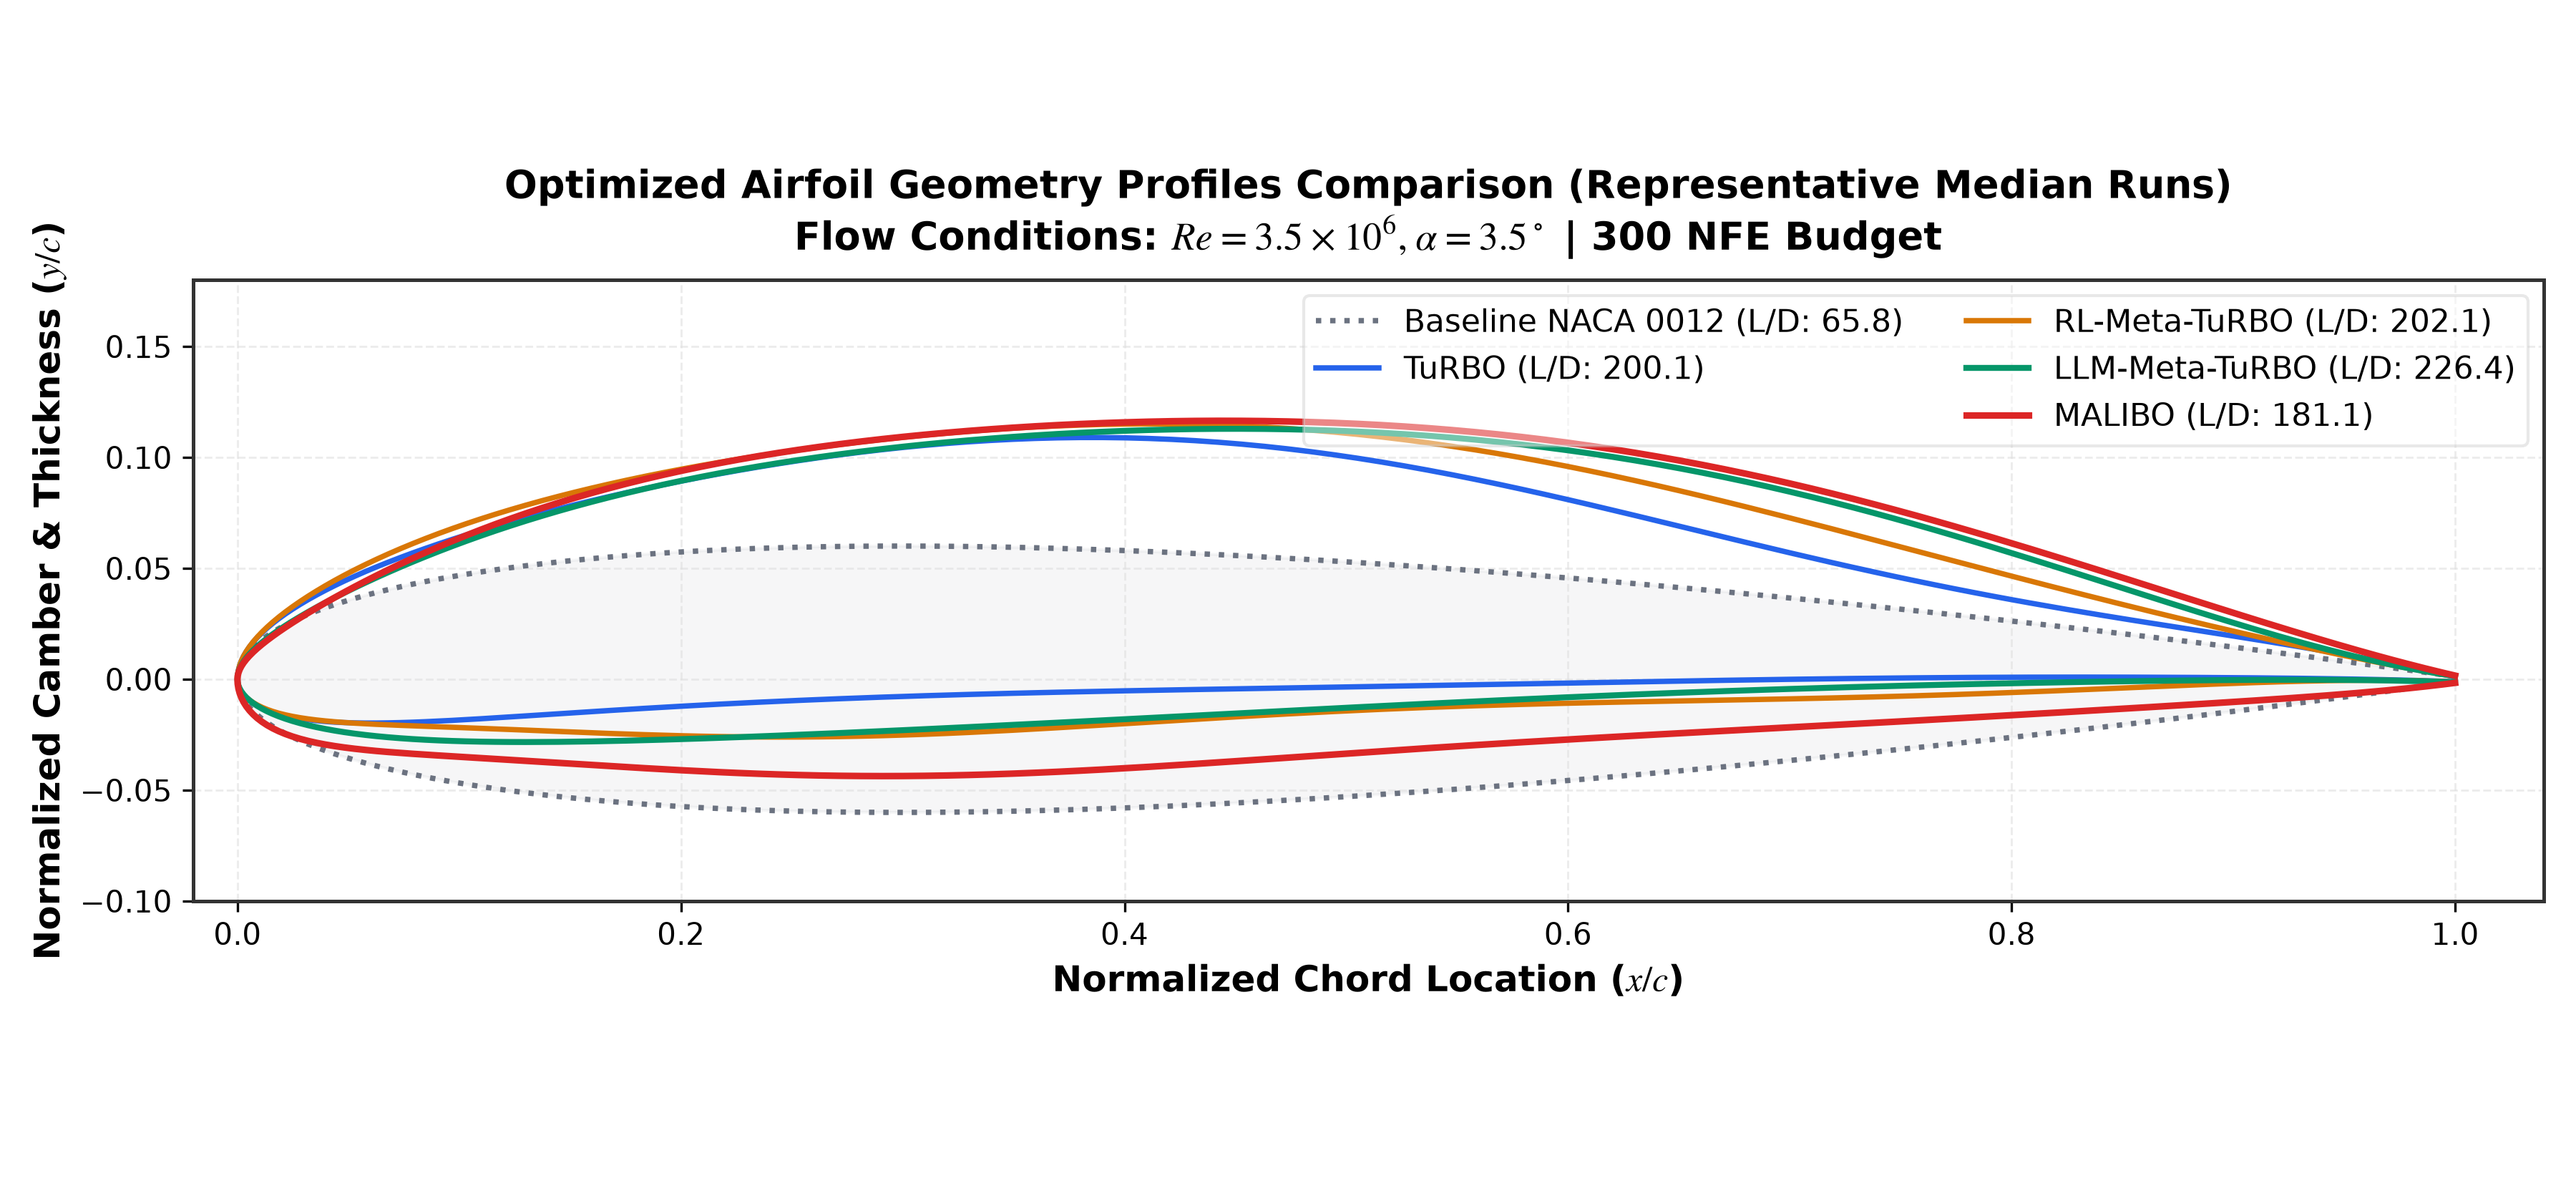 Optimized Airfoil Geometry Profiles Comparison (Representative Median Runs)
Flow Conditions: Re = 3.5 × 10⁶, α = 3.5° | 300 NFE Budget
Normalized Camber & Thickness (y/c)
0.15
0.10
0.05
0.00
−0.05
−0.10
Baseline NACA 0012 (L/D: 65.8)
TuRBO (L/D: 200.1)
RL-Meta-TuRBO (L/D: 202.1)
LLM-Meta-TuRBO (L/D: 226.4)
MALIBO (L/D: 181.1)
0.0 0.2 0.4 0.6 0.8 1.0
Normalized Chord Location (x/c)